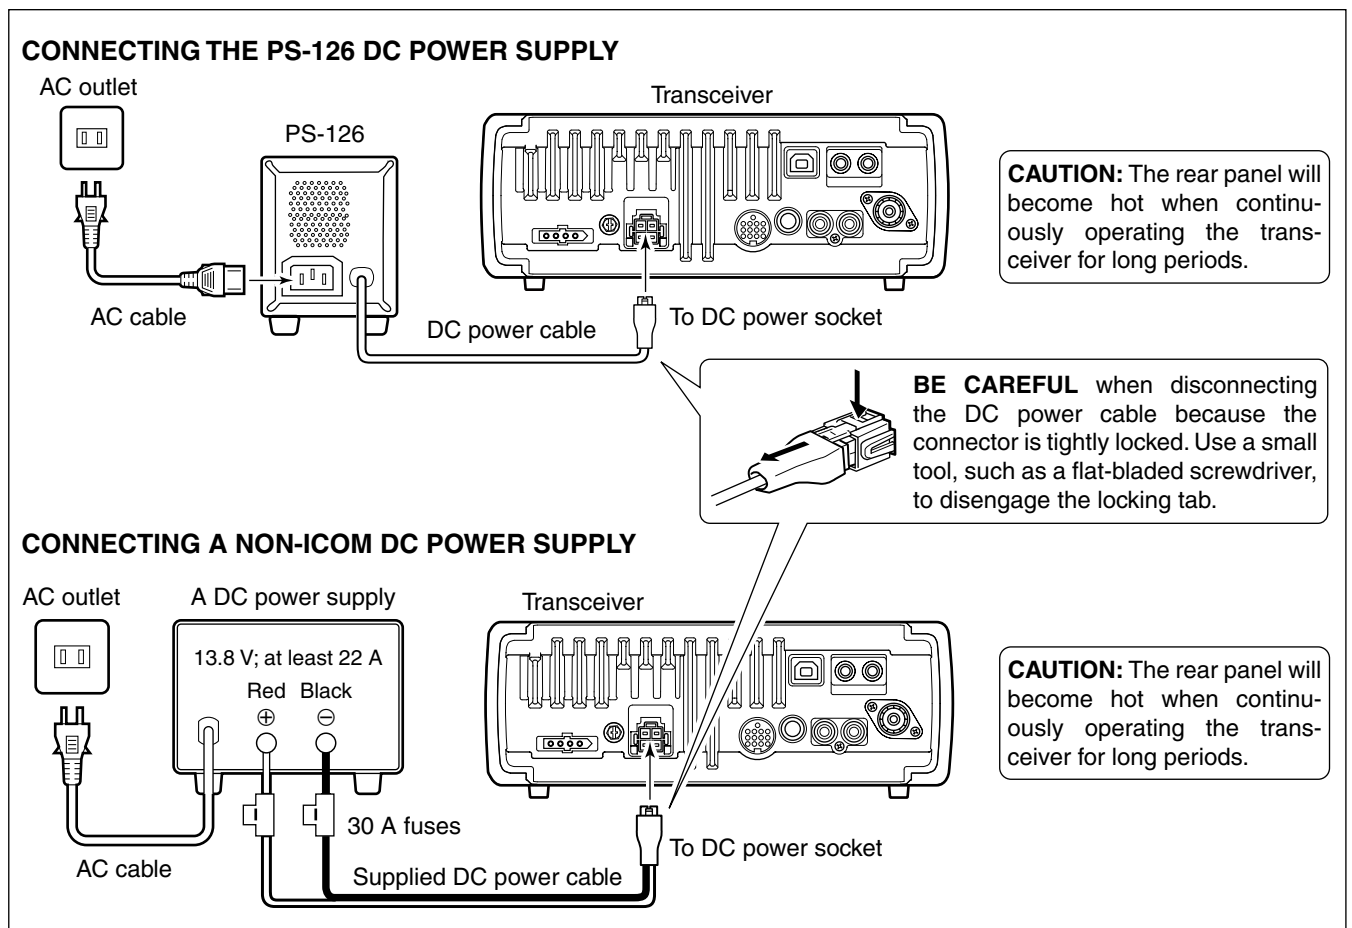 CONNECTING THE PS-126 DC POWER SUPPLY
AC outlet
PS-126
Transceiver
CAUTION: The rear panel will
become hot when continu-
ously operating the trans-
ceiver for long periods.
AC cable
DC power cable
To DC power socket
BE CAREFUL when disconnecting
the DC power cable because the
connector is tightly locked. Use a small
tool, such as a flat-bladed screwdriver,
to disengage the locking tab.
CONNECTING A NON-ICOM DC POWER SUPPLY
AC outlet
A DC power supply
Transceiver
13.8 V; at least 22 A
Red Black
⊕ ⊖
CAUTION: The rear panel will
become hot when continu-
ously operating the trans-
ceiver for long periods.
30 A fuses
To DC power socket
AC cable
Supplied DC power cable